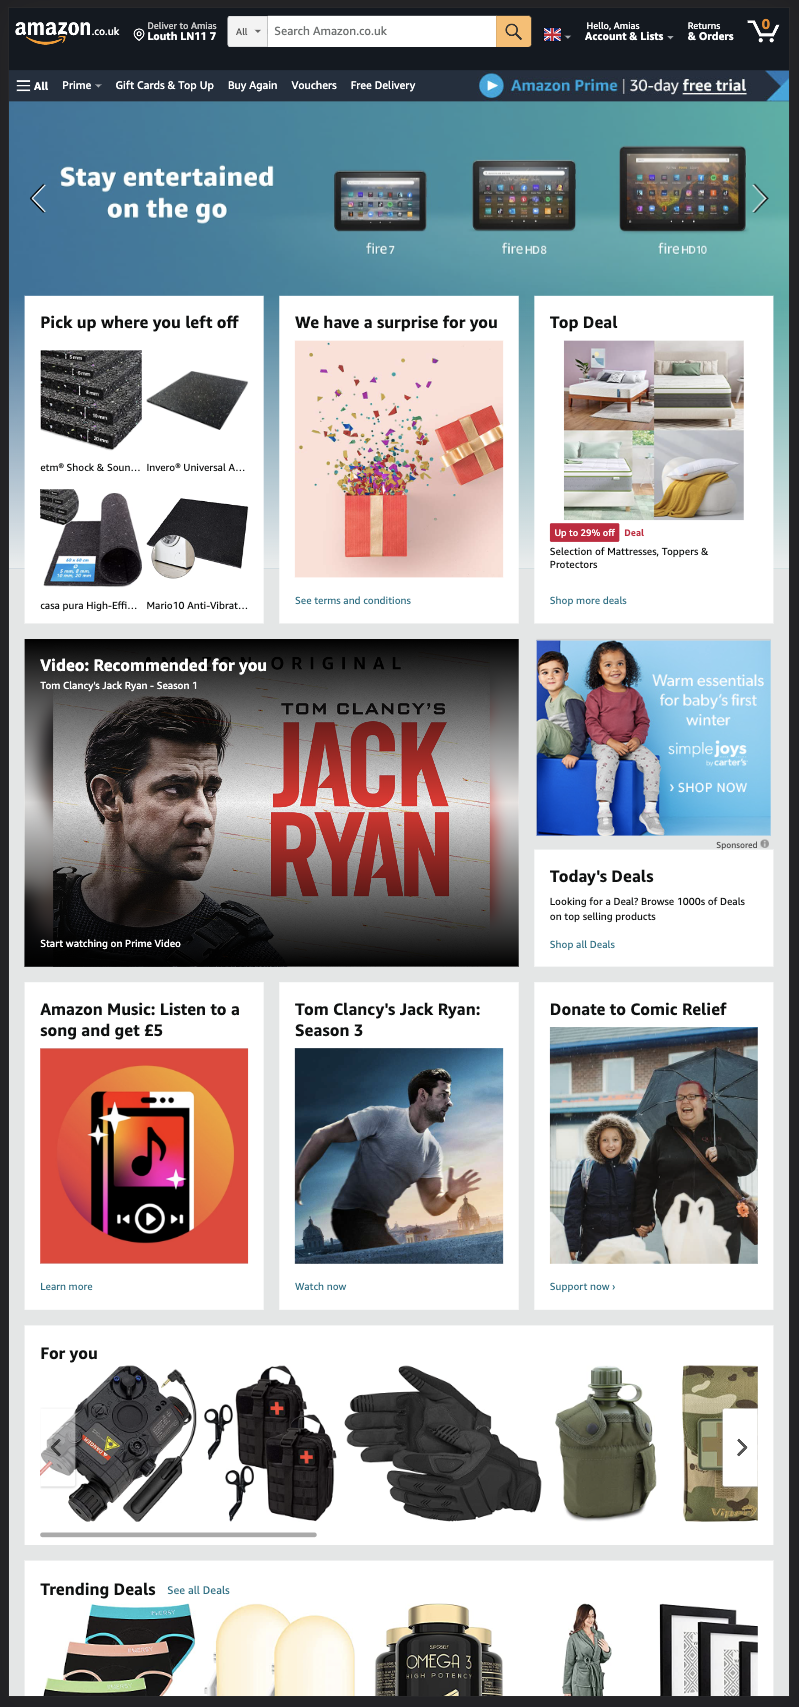 amazon.co.uk
Deliver to Amias
Louth LN11 7
All
Search Amazon.co.uk
Hello, Amias
Account & Lists
Returns
& Orders
0
All
Prime
Gift Cards & Top Up
Buy Again
Vouchers
Free Delivery
Amazon Prime | 30-day free trial
Stay entertained
on the go
fire 7
fire HD 8
fire HD 10
Pick up where you left off
5mm
20mm
etm® Shock & Soun...
Invero® Universal A...
casa pura High-Effi...
Mario10 Anti-Vibrat...
We have a surprise for you
See terms and conditions
Top Deal
Up to 29% off
Deal
Selection of Mattresses, Toppers &
Protectors
Shop more deals
Video: Recommended for you
ORIGINAL
Tom Clancy's Jack Ryan - Season 1
TOM CLANCY'S
JACK
RYAN
Start watching on Prime Video
Warm essentials
for baby's first
winter
simple joys
by carter's
› SHOP NOW
Sponsored
Today's Deals
Looking for a Deal? Browse 1000s of Deals
on top selling products
Shop all Deals
Amazon Music: Listen to a
song and get £5
Learn more
Tom Clancy's Jack Ryan:
Season 3
Watch now
Donate to Comic Relief
Support now ›
For you
DANGER
Viper
Trending Deals
See all Deals
OMEGA 3
HIGH POTENCY